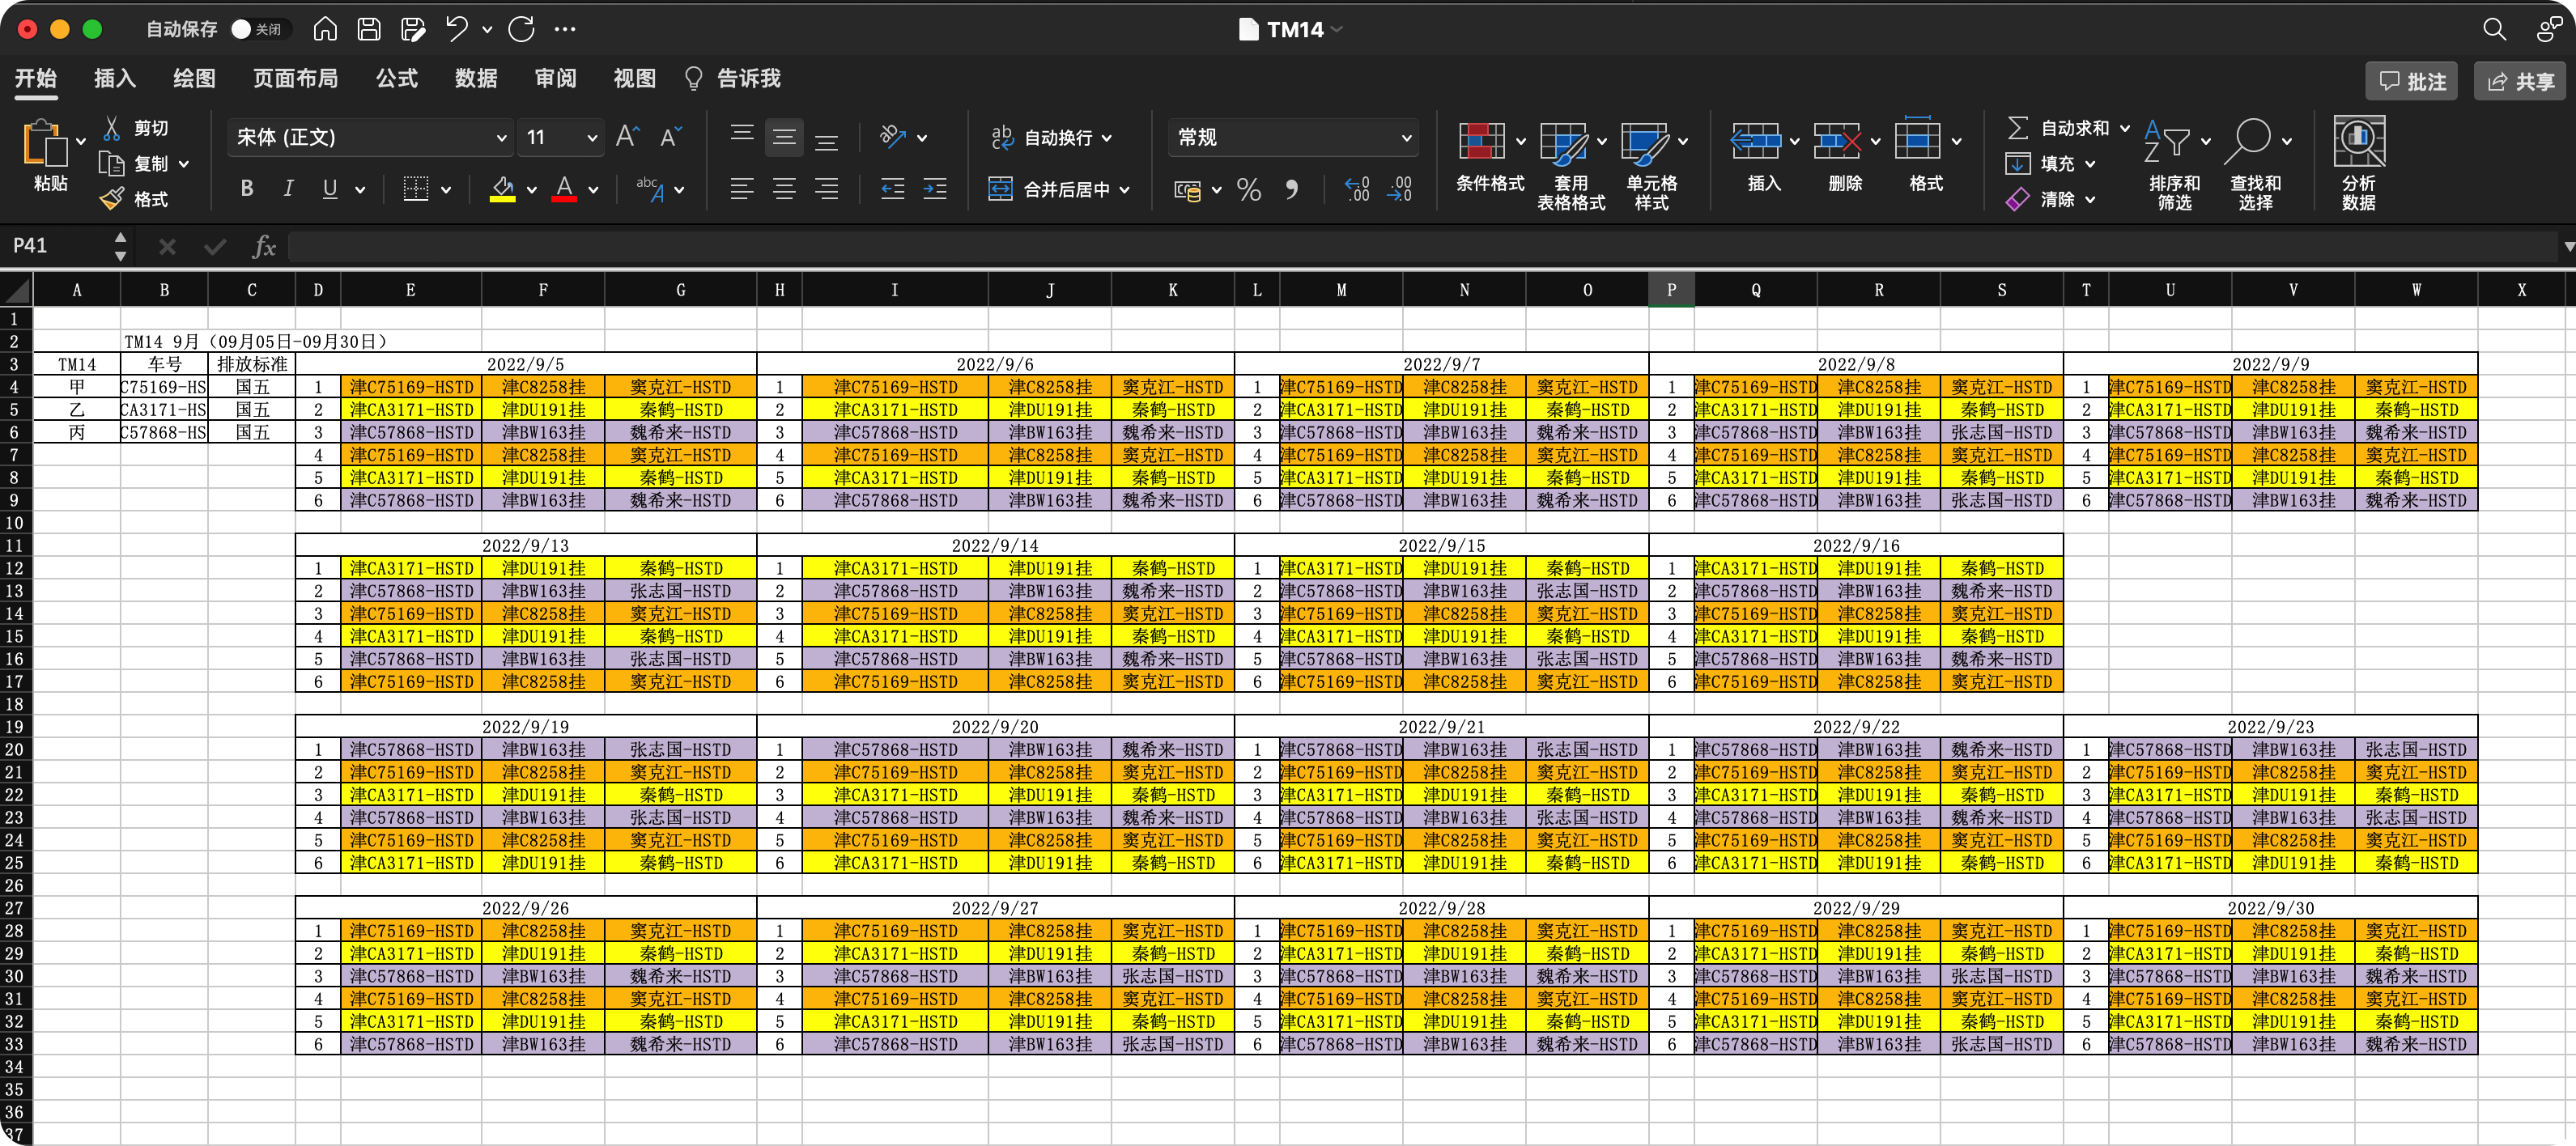 自动保存 关闭 TM14
开始 插入 绘图 页面布局 公式 数据 审阅 视图 告诉我 批注 共享
粘贴 剪切 复制 格式 宋体 (正文) 11 自动换行 合并后居中 常规 条件格式 套用表格格式 单元格样式 插入 删除 格式 自动求和 填充 清除 排序和筛选 查找和选择 分析数据
P41 fx
A B C D E F G H I J K L M N O P Q R S T U V W X
1
2 TM14 9月（09月05日-09月30日）
3 TM14 车号 排放标准 2022/9/5 2022/9/6 2022/9/7 2022/9/8 2022/9/9
4 甲 C75169-HS 国五 1 津C75169-HSTD 津C8258挂 窦克江-HSTD 1 津C75169-HSTD 津C8258挂 窦克江-HSTD 1 津C75169-HSTD 津C8258挂 窦克江-HSTD 1 津C75169-HSTD 津C8258挂 窦克江-HSTD 1 津C75169-HSTD 津C8258挂 窦克江-HSTD
5 乙 CA3171-HS 国五 2 津CA3171-HSTD 津DU191挂 秦鹤-HSTD 2 津CA3171-HSTD 津DU191挂 秦鹤-HSTD 2 津CA3171-HSTD 津DU191挂 秦鹤-HSTD 2 津CA3171-HSTD 津DU191挂 秦鹤-HSTD 2 津CA3171-HSTD 津DU191挂 秦鹤-HSTD
6 丙 C57868-HS 国五 3 津C57868-HSTD 津BW163挂 魏希来-HSTD 3 津C57868-HSTD 津BW163挂 魏希来-HSTD 3 津C57868-HSTD 津BW163挂 魏希来-HSTD 3 津C57868-HSTD 津BW163挂 张志国-HSTD 3 津C57868-HSTD 津BW163挂 魏希来-HSTD
7 4 津C75169-HSTD 津C8258挂 窦克江-HSTD 4 津C75169-HSTD 津C8258挂 窦克江-HSTD 4 津C75169-HSTD 津C8258挂 窦克江-HSTD 4 津C75169-HSTD 津C8258挂 窦克江-HSTD 4 津C75169-HSTD 津C8258挂 窦克江-HSTD
8 5 津CA3171-HSTD 津DU191挂 秦鹤-HSTD 5 津CA3171-HSTD 津DU191挂 秦鹤-HSTD 5 津CA3171-HSTD 津DU191挂 秦鹤-HSTD 5 津CA3171-HSTD 津DU191挂 秦鹤-HSTD 5 津CA3171-HSTD 津DU191挂 秦鹤-HSTD
9 6 津C57868-HSTD 津BW163挂 魏希来-HSTD 6 津C57868-HSTD 津BW163挂 魏希来-HSTD 6 津C57868-HSTD 津BW163挂 魏希来-HSTD 6 津C57868-HSTD 津BW163挂 张志国-HSTD 6 津C57868-HSTD 津BW163挂 魏希来-HSTD
10
11 2022/9/13 2022/9/14 2022/9/15 2022/9/16
12 1 津CA3171-HSTD 津DU191挂 秦鹤-HSTD 1 津CA3171-HSTD 津DU191挂 秦鹤-HSTD 1 津CA3171-HSTD 津DU191挂 秦鹤-HSTD 1 津CA3171-HSTD 津DU191挂 秦鹤-HSTD
13 2 津C57868-HSTD 津BW163挂 张志国-HSTD 2 津C57868-HSTD 津BW163挂 魏希来-HSTD 2 津C57868-HSTD 津BW163挂 张志国-HSTD 2 津C57868-HSTD 津BW163挂 魏希来-HSTD
14 3 津C75169-HSTD 津C8258挂 窦克江-HSTD 3 津C75169-HSTD 津C8258挂 窦克江-HSTD 3 津C75169-HSTD 津C8258挂 窦克江-HSTD 3 津C75169-HSTD 津C8258挂 窦克江-HSTD
15 4 津CA3171-HSTD 津DU191挂 秦鹤-HSTD 4 津CA3171-HSTD 津DU191挂 秦鹤-HSTD 4 津CA3171-HSTD 津DU191挂 秦鹤-HSTD 4 津CA3171-HSTD 津DU191挂 秦鹤-HSTD
16 5 津C57868-HSTD 津BW163挂 张志国-HSTD 5 津C57868-HSTD 津BW163挂 魏希来-HSTD 5 津C57868-HSTD 津BW163挂 张志国-HSTD 5 津C57868-HSTD 津BW163挂 魏希来-HSTD
17 6 津C75169-HSTD 津C8258挂 窦克江-HSTD 6 津C75169-HSTD 津C8258挂 窦克江-HSTD 6 津C75169-HSTD 津C8258挂 窦克江-HSTD 6 津C75169-HSTD 津C8258挂 窦克江-HSTD
18
19 2022/9/19 2022/9/20 2022/9/21 2022/9/22 2022/9/23
20 1 津C57868-HSTD 津BW163挂 张志国-HSTD 1 津C57868-HSTD 津BW163挂 魏希来-HSTD 1 津C57868-HSTD 津BW163挂 张志国-HSTD 1 津C57868-HSTD 津BW163挂 魏希来-HSTD 1 津C57868-HSTD 津BW163挂 张志国-HSTD
21 2 津C75169-HSTD 津C8258挂 窦克江-HSTD 2 津C75169-HSTD 津C8258挂 窦克江-HSTD 2 津C75169-HSTD 津C8258挂 窦克江-HSTD 2 津C75169-HSTD 津C8258挂 窦克江-HSTD 2 津C75169-HSTD 津C8258挂 窦克江-HSTD
22 3 津CA3171-HSTD 津DU191挂 秦鹤-HSTD 3 津CA3171-HSTD 津DU191挂 秦鹤-HSTD 3 津CA3171-HSTD 津DU191挂 秦鹤-HSTD 3 津CA3171-HSTD 津DU191挂 秦鹤-HSTD 3 津CA3171-HSTD 津DU191挂 秦鹤-HSTD
23 4 津C57868-HSTD 津BW163挂 张志国-HSTD 4 津C57868-HSTD 津BW163挂 魏希来-HSTD 4 津C57868-HSTD 津BW163挂 张志国-HSTD 4 津C57868-HSTD 津BW163挂 魏希来-HSTD 4 津C57868-HSTD 津BW163挂 张志国-HSTD
24 5 津C75169-HSTD 津C8258挂 窦克江-HSTD 5 津C75169-HSTD 津C8258挂 窦克江-HSTD 5 津C75169-HSTD 津C8258挂 窦克江-HSTD 5 津C75169-HSTD 津C8258挂 窦克江-HSTD 5 津C75169-HSTD 津C8258挂 窦克江-HSTD
25 6 津CA3171-HSTD 津DU191挂 秦鹤-HSTD 6 津CA3171-HSTD 津DU191挂 秦鹤-HSTD 6 津CA3171-HSTD 津DU191挂 秦鹤-HSTD 6 津CA3171-HSTD 津DU191挂 秦鹤-HSTD 6 津CA3171-HSTD 津DU191挂 秦鹤-HSTD
26
27 2022/9/26 2022/9/27 2022/9/28 2022/9/29 2022/9/30
28 1 津C75169-HSTD 津C8258挂 窦克江-HSTD 1 津C75169-HSTD 津C8258挂 窦克江-HSTD 1 津C75169-HSTD 津C8258挂 窦克江-HSTD 1 津C75169-HSTD 津C8258挂 窦克江-HSTD 1 津C75169-HSTD 津C8258挂 窦克江-HSTD
29 2 津CA3171-HSTD 津DU191挂 秦鹤-HSTD 2 津CA3171-HSTD 津DU191挂 秦鹤-HSTD 2 津CA3171-HSTD 津DU191挂 秦鹤-HSTD 2 津CA3171-HSTD 津DU191挂 秦鹤-HSTD 2 津CA3171-HSTD 津DU191挂 秦鹤-HSTD
30 3 津C57868-HSTD 津BW163挂 魏希来-HSTD 3 津C57868-HSTD 津BW163挂 张志国-HSTD 3 津C57868-HSTD 津BW163挂 魏希来-HSTD 3 津C57868-HSTD 津BW163挂 张志国-HSTD 3 津C57868-HSTD 津BW163挂 魏希来-HSTD
31 4 津C75169-HSTD 津C8258挂 窦克江-HSTD 4 津C75169-HSTD 津C8258挂 窦克江-HSTD 4 津C75169-HSTD 津C8258挂 窦克江-HSTD 4 津C75169-HSTD 津C8258挂 窦克江-HSTD 4 津C75169-HSTD 津C8258挂 窦克江-HSTD
32 5 津CA3171-HSTD 津DU191挂 秦鹤-HSTD 5 津CA3171-HSTD 津DU191挂 秦鹤-HSTD 5 津CA3171-HSTD 津DU191挂 秦鹤-HSTD 5 津CA3171-HSTD 津DU191挂 秦鹤-HSTD 5 津CA3171-HSTD 津DU191挂 秦鹤-HSTD
33 6 津C57868-HSTD 津BW163挂 魏希来-HSTD 6 津C57868-HSTD 津BW163挂 张志国-HSTD 6 津C57868-HSTD 津BW163挂 魏希来-HSTD 6 津C57868-HSTD 津BW163挂 张志国-HSTD 6 津C57868-HSTD 津BW163挂 魏希来-HSTD
34
35
36
37